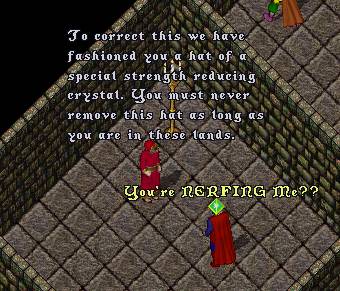 To correct this we have
fashioned you a hat of a
special strength reducing
crystal. You must never
remove this hat as long as
you are in these lands.
You're NERFING Me??